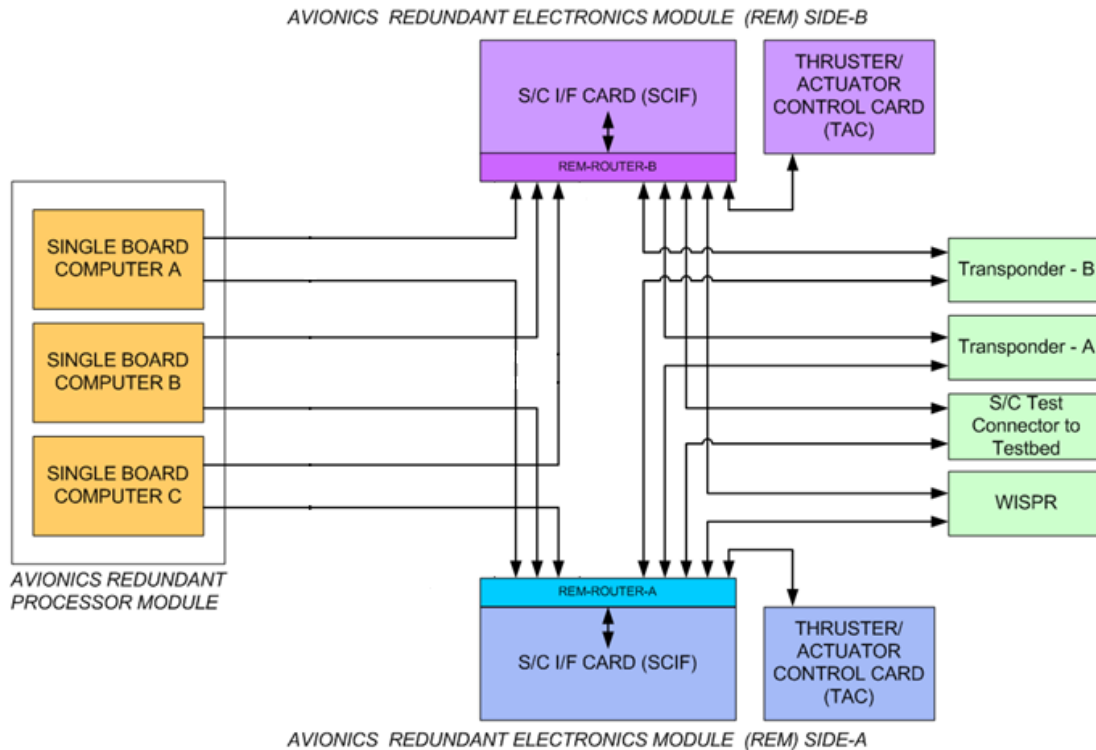 AVIONICS REDUNDANT ELECTRONICS MODULE (REM) SIDE-B
S/C I/F CARD (SCIF)
REM-ROUTER-B
THRUSTER/
ACTUATOR
CONTROL CARD
(TAC)
SINGLE BOARD
COMPUTER A
SINGLE BOARD
COMPUTER B
SINGLE BOARD
COMPUTER C
AVIONICS REDUNDANT
PROCESSOR MODULE
Transponder - B
Transponder - A
S/C Test
Connector to
Testbed
WISPR
REM-ROUTER-A
S/C I/F CARD (SCIF)
THRUSTER/
ACTUATOR
CONTROL CARD
(TAC)
AVIONICS REDUNDANT ELECTRONICS MODULE (REM) SIDE-A